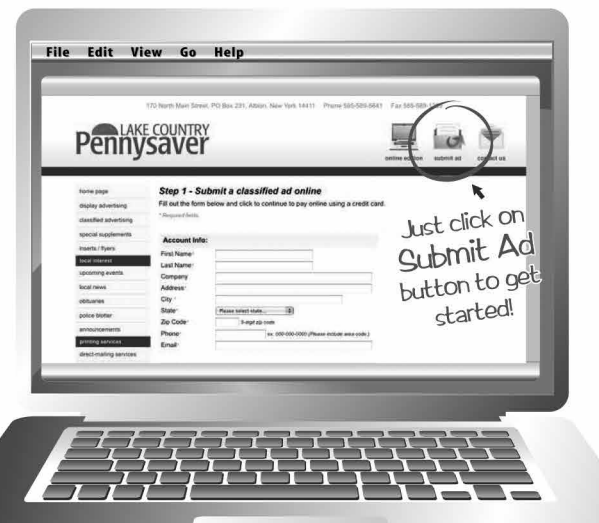 File Edit View Go Help
170 North Main Street, PO Box 231, Albion, New York 14411 Phone 585-589-5641 Fax 585-589-
LAKE COUNTRY
Pennysaver
online edition submit ad contact us
home page
display advertising
classified advertising
special supplements
inserts / flyers
local interest
upcoming events
local news
obituaries
police blotter
announcements
printing services
direct-mailing services
Step 1 - Submit a classified ad online
Fill out the form below and click to continue to pay online using a credit card.
* Required fields.
Account Info:
First Name*
Last Name*
Company
Address*
City *
State* Please select state...
Zip Code* 5-digit zip code
Phone* ex. 000-000-0000 (Please include area code.)
Email*
Just click on
Submit Ad
button to get
started!